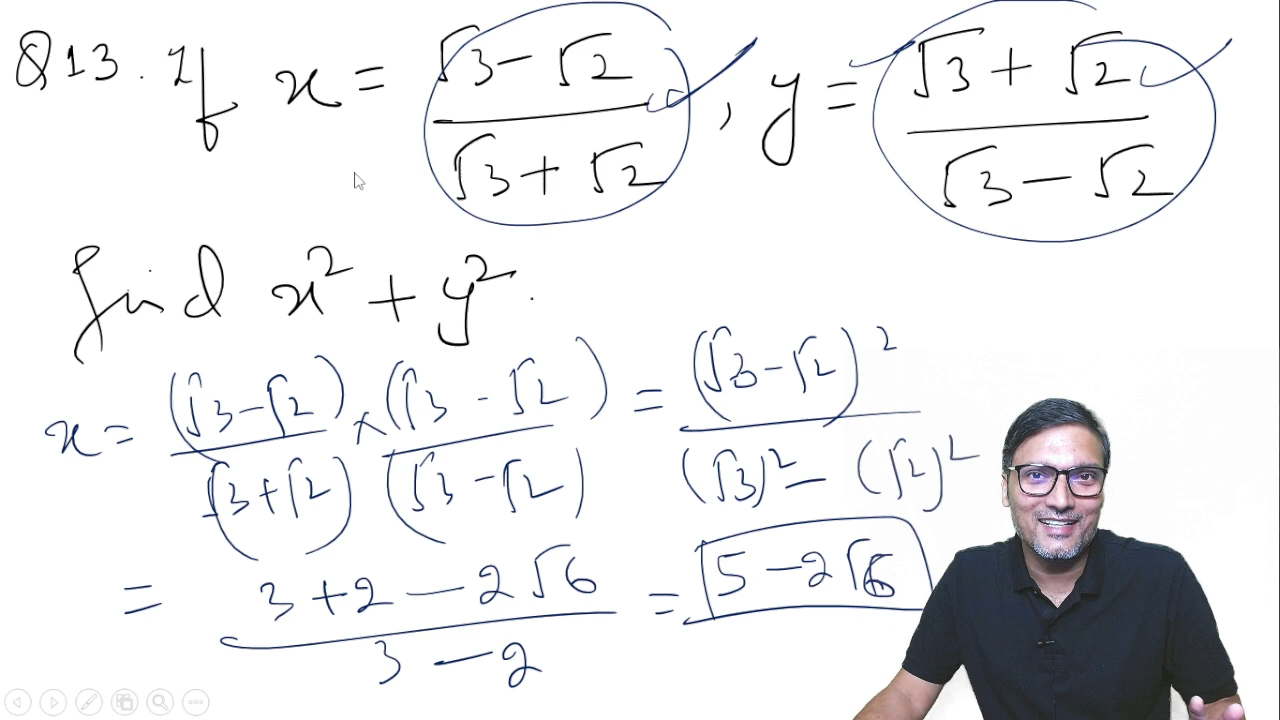 Q13. If x = (√3 − √2)/(√3 + √2), y = (√3 + √2)/(√3 − √2)
find x² + y².
x = (√3 − √2)/(√3 + √2) × (√3 − √2)/(√3 − √2) = (√3 − √2)²/(√3)² − (√2)²
= 3 + 2 − 2√6/3 − 2 = 5 − 2√6